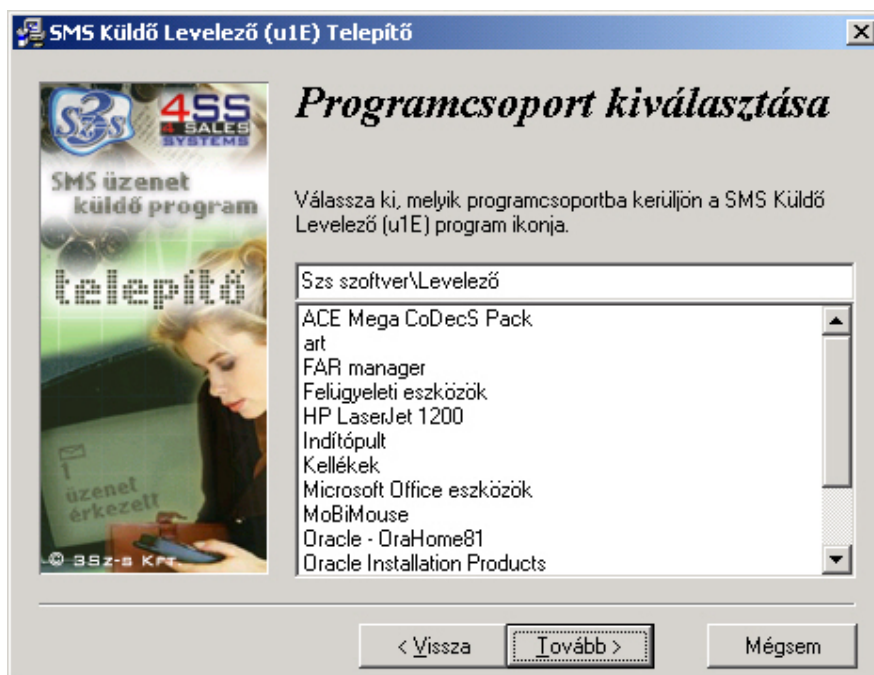 SMS Küldő Levelező (u1E) Telepítő
3
Sz-s
4SS
4 SALES
SYSTEMS
SMS üzenet
küldő program
telepítő
1
üzenet
érkezett
© 3Sz-s Kft.
Programcsoport kiválasztása
Válassza ki, melyik programcsoportba kerüljön a SMS Küldő
Levelező (u1E) program ikonja.
Szs szoftver\Levelező
ACE Mega CoDecS Pack
art
FAR manager
Felügyeleti eszközök
HP LaserJet 1200
Indítópult
Kellékek
Microsoft Office eszközök
MoBiMouse
Oracle - OraHome81
Oracle Installation Products
< Vissza
Tovább >
Mégsem